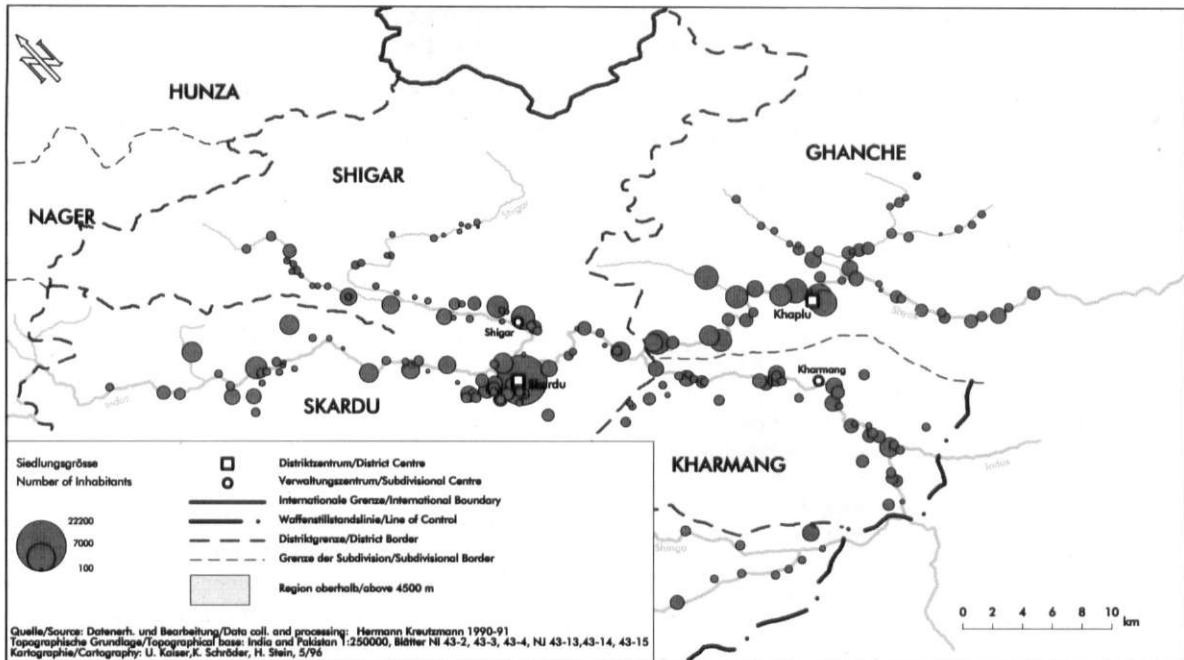 N
HUNZA
SHIGAR
GHANCHE
NAGER
Shigar
Shyok
Khaplu
Shigar
Kharmang
Skardu
Indus
SKARDU
KHARMANG
Indus
Shingo
Siedlungsgrösse
Number of Inhabitants
22200
7000
100
Distriktzentrum/District Centre
Verwaltungszentrum/Subdivisional Centre
Internationale Grenze/International Boundary
Waffenstillstandslinie/Line of Control
Distriktgrenze/District Border
Grenze der Subdivision/Subdivisional Border
Region oberhalb/above 4500 m
0 2 4 6 8 10
km
Quelle/Source: Datenerh. und Bearbeitung/Data coll. and processing: Hermann Kreutzmann 1990-91
Topographische Grundlage/Topographical base: India and Pakistan 1:250000, Blätter NI 43-2, 43-3, 43-4, NJ 43-13,43-14, 43-15
Kartographie/Cartography: U. Kaiser,K. Schröder, H. Stein, 5/96